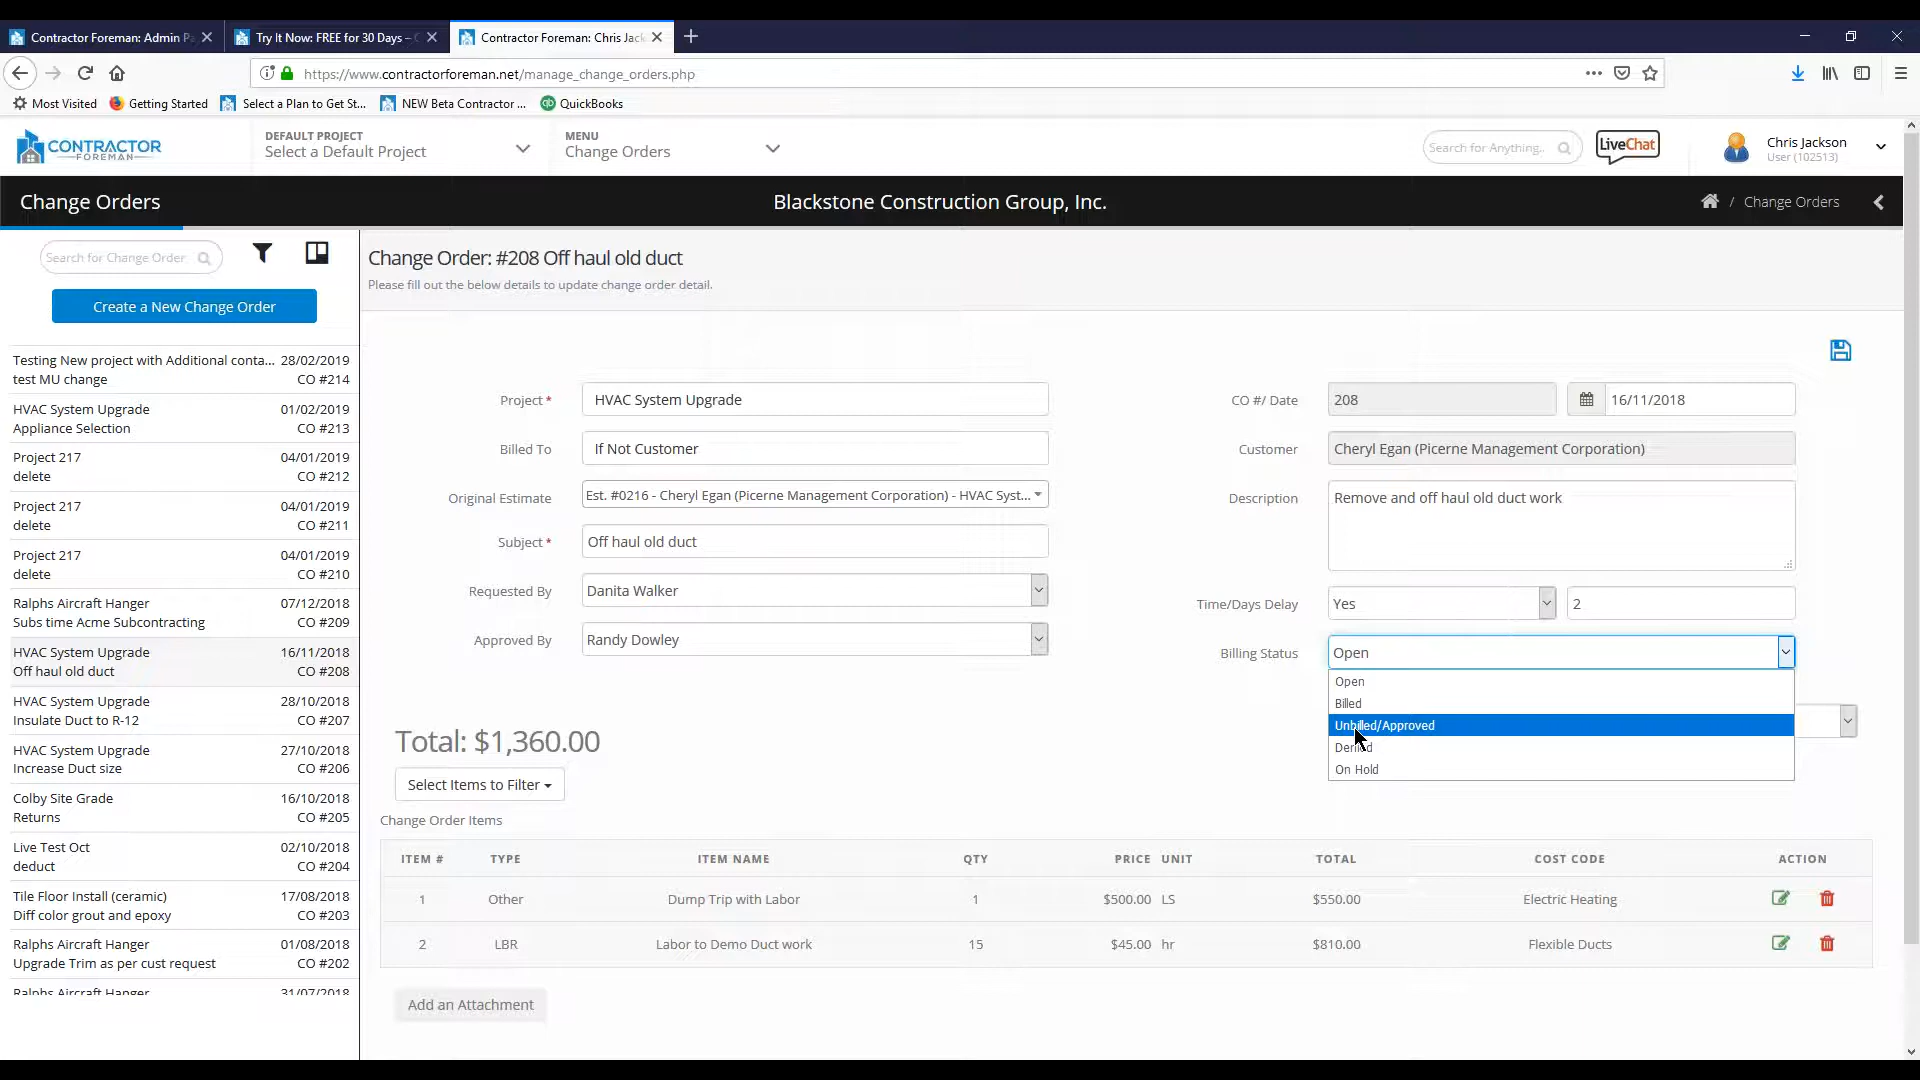 Contractor Foreman: Admin P
Try It Now: FREE for 30 Days –
Contractor Foreman: Chris Jack
https://www.contractorforeman.net/manage_change_orders.php
Most Visited
Getting Started
Select a Plan to Get St...
NEW Beta Contractor ...
QuickBooks
CONTRACTOR
FOREMAN
DEFAULT PROJECT
Select a Default Project
MENU
Change Orders
Search for Anything..
LiveChat
Chris Jackson
User (102513)
Change Orders
Blackstone Construction Group, Inc.
/ Change Orders
Search for Change Order
Create a New Change Order
Testing New project with Additional conta... 28/02/2019
test MU change CO #214
HVAC System Upgrade 01/02/2019
Appliance Selection CO #213
Project 217 04/01/2019
delete CO #212
Project 217 04/01/2019
delete CO #211
Project 217 04/01/2019
delete CO #210
Ralphs Aircraft Hanger 07/12/2018
Subs time Acme Subcontracting CO #209
HVAC System Upgrade 16/11/2018
Off haul old duct CO #208
HVAC System Upgrade 28/10/2018
Insulate Duct to R-12 CO #207
HVAC System Upgrade 27/10/2018
Increase Duct size CO #206
Colby Site Grade 16/10/2018
Returns CO #205
Live Test Oct 02/10/2018
deduct CO #204
Tile Floor Install (ceramic) 17/08/2018
Diff color grout and epoxy CO #203
Ralphs Aircraft Hanger 01/08/2018
Upgrade Trim as per cust request CO #202
Ralphs Aircraft Hanger 31/07/2018
Change Order: #208 Off haul old duct
Please fill out the below details to update change order detail.
Project * HVAC System Upgrade
Billed To If Not Customer
Original Estimate Est. #0216 - Cheryl Egan (Picerne Management Corporation) - HVAC Syst...
Subject * Off haul old duct
Requested By Danita Walker
Approved By Randy Dowley
CO #/ Date 208 16/11/2018
Customer Cheryl Egan (Picerne Management Corporation)
Description Remove and off haul old duct work
Time/Days Delay Yes 2
Billing Status Open
Open
Billed
Unbilled/Approved
Denied
On Hold
Total: $1,360.00
Select Items to Filter
Change Order Items
ITEM # TYPE ITEM NAME QTY PRICE UNIT TOTAL COST CODE ACTION
1 Other Dump Trip with Labor 1 $500.00 LS $550.00 Electric Heating
2 LBR Labor to Demo Duct work 15 $45.00 hr $810.00 Flexible Ducts
Add an Attachment